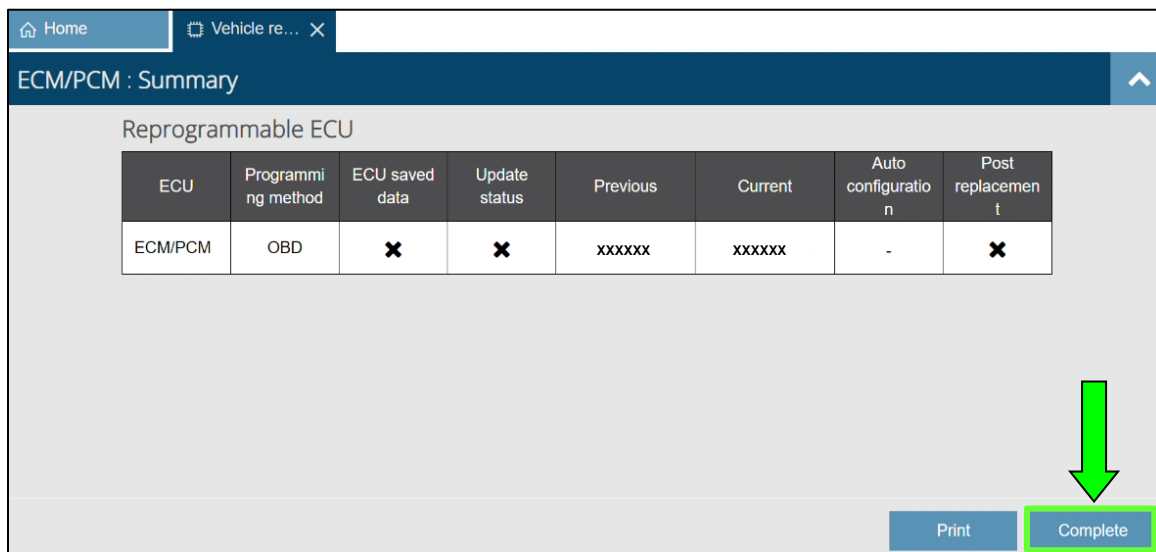 Home
Vehicle re...
ECM/PCM : Summary
Reprogrammable ECU
ECU
Programmi
ng method
ECU saved
data
Update
status
Previous
Current
Auto
configuratio
n
Post
replacemen
t
ECM/PCM
OBD
xxxxxx
xxxxxx
-
Print
Complete